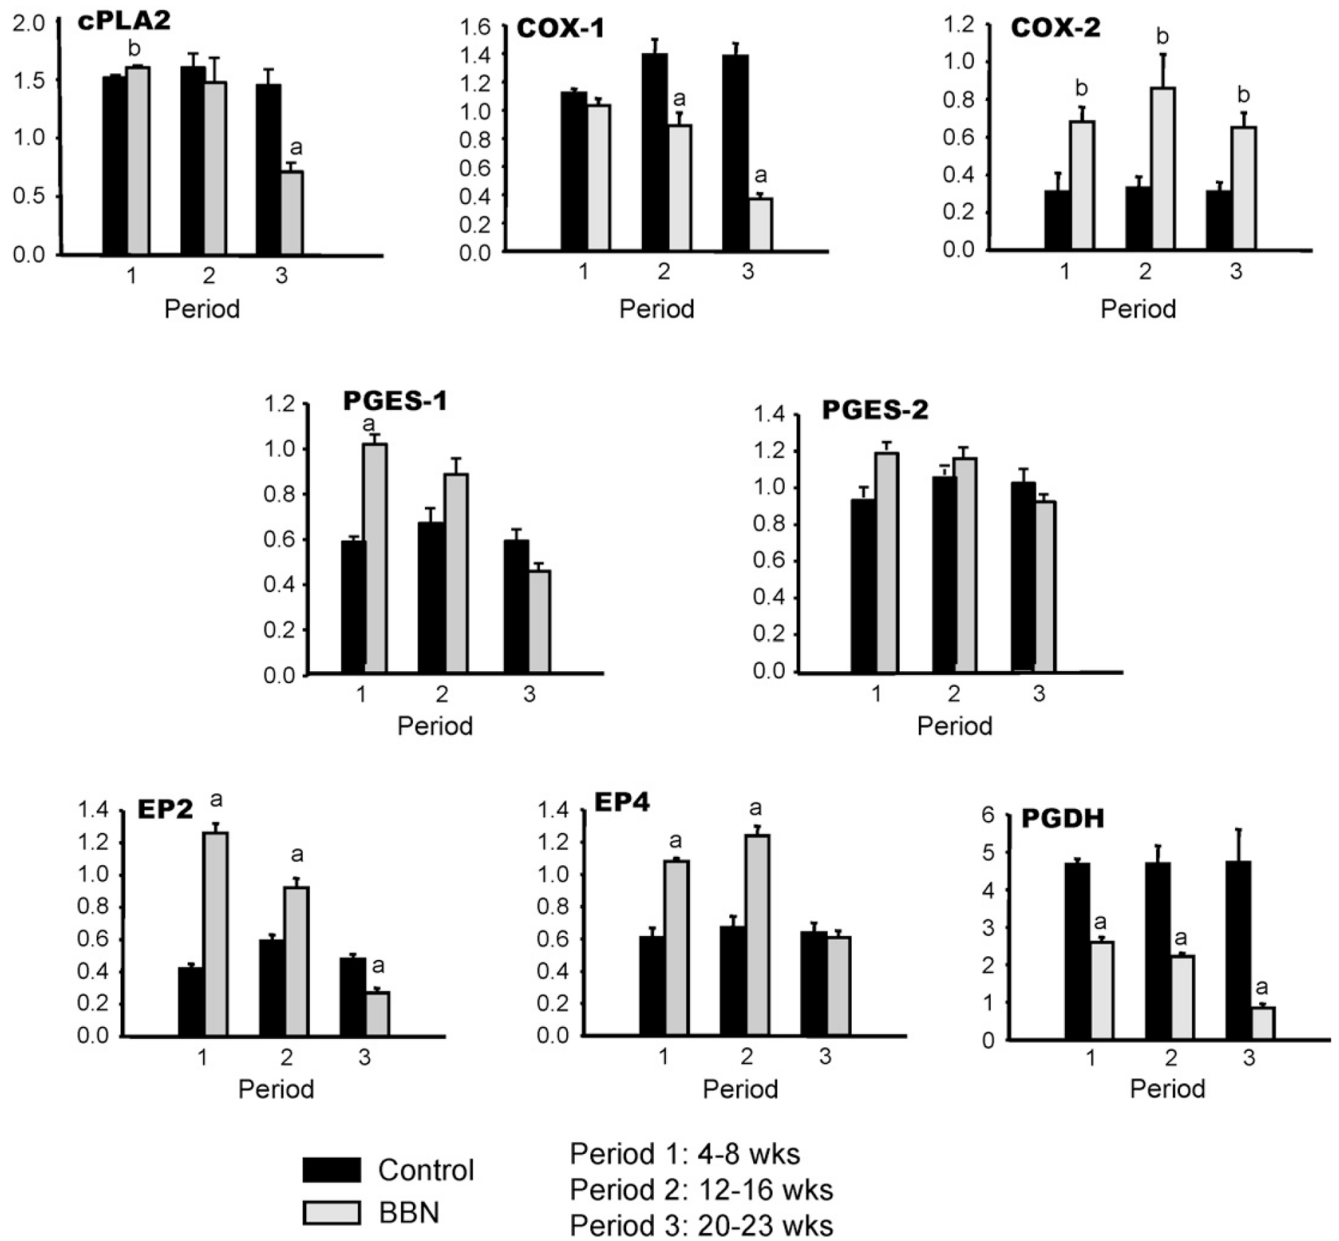 cPLA2
2.0
1.5
1.0
0.5
0.0
b
a
1 2 3
Period
COX-1
1.6
1.4
1.2
1.0
0.8
0.6
0.4
0.2
0.0
a
a
1 2 3
Period
COX-2
1.2
1.0
0.8
0.6
0.4
0.2
0.0
b
b
b
1 2 3
Period
PGES-1
1.2
1.0
0.8
0.6
0.4
0.2
0.0
a
1 2 3
Period
PGES-2
1.4
1.2
1.0
0.8
0.6
0.4
0.2
0.0
1 2 3
Period
EP2
1.4
1.2
1.0
0.8
0.6
0.4
0.2
0.0
a
a
a
1 2 3
Period
EP4
1.4
1.2
1.0
0.8
0.6
0.4
0.2
0.0
a
a
1 2 3
Period
PGDH
6
5
4
3
2
1
0
a
a
a
1 2 3
Period
Control
BBN
Period 1: 4-8 wks
Period 2: 12-16 wks
Period 3: 20-23 wks